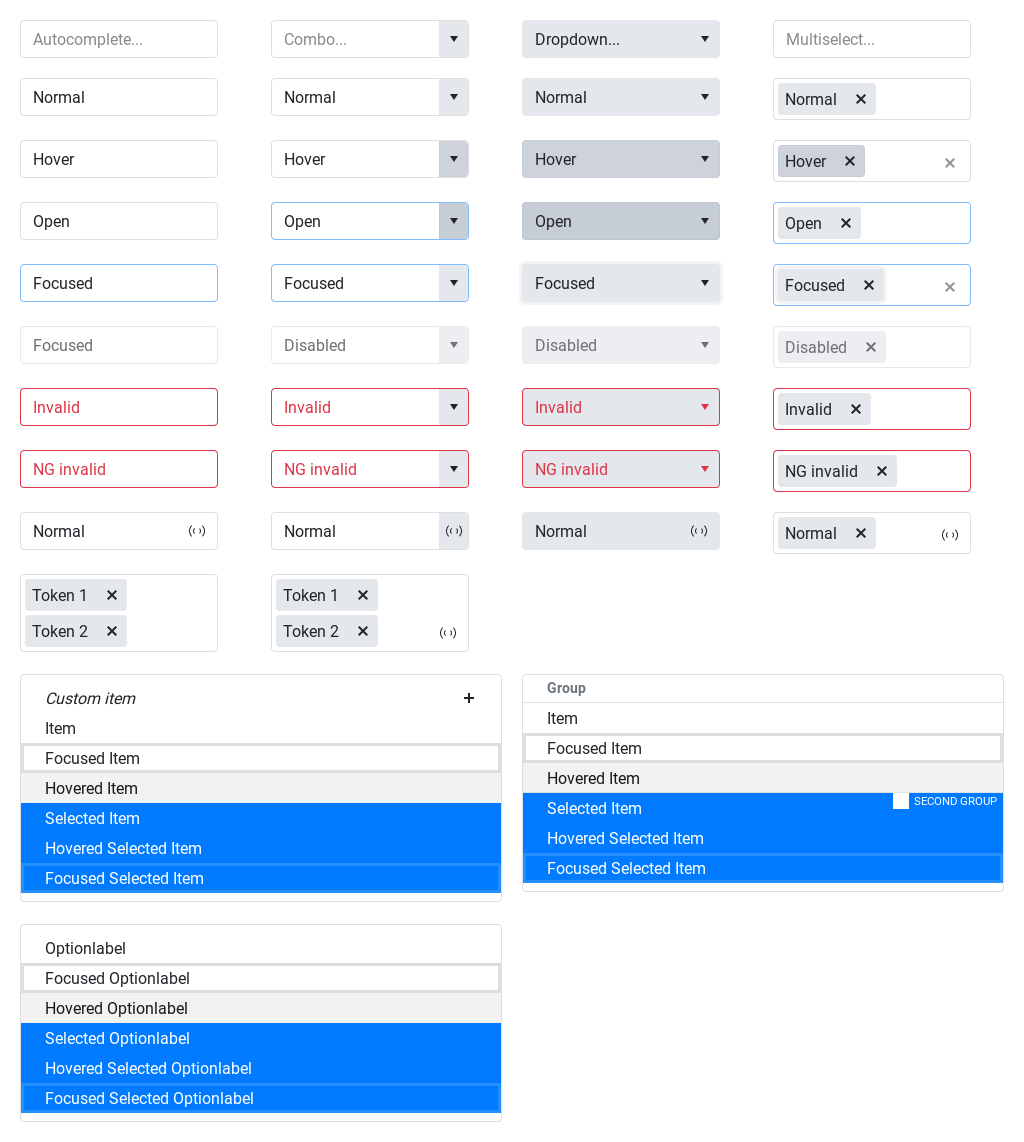 Autocomplete... Combo... Dropdown... Multiselect...
Normal Normal Normal Normal
Hover Hover Hover Hover
Open Open Open Open
Focused Focused Focused Focused
Focused Disabled Disabled Disabled
Invalid Invalid Invalid Invalid
NG invalid NG invalid NG invalid NG invalid
Normal Normal Normal Normal
Token 1 Token 1
Token 2 Token 2
Custom item
Item
Focused Item
Hovered Item
Selected Item
Hovered Selected Item
Focused Selected Item
Group
Item
Focused Item
Hovered Item
Selected Item SECOND GROUP
Hovered Selected Item
Focused Selected Item
Optionlabel
Focused Optionlabel
Hovered Optionlabel
Selected Optionlabel
Hovered Selected Optionlabel
Focused Selected Optionlabel